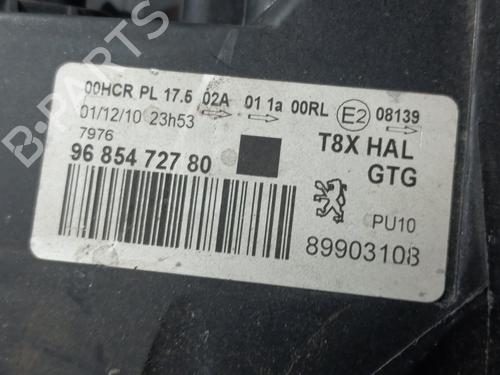 00HCR PL 17.5 02A 01 1a 00RL E2 08139
01/12/10 23h53
7976
T8X HAL
96 854 727 80
GTG
PU10
89903108